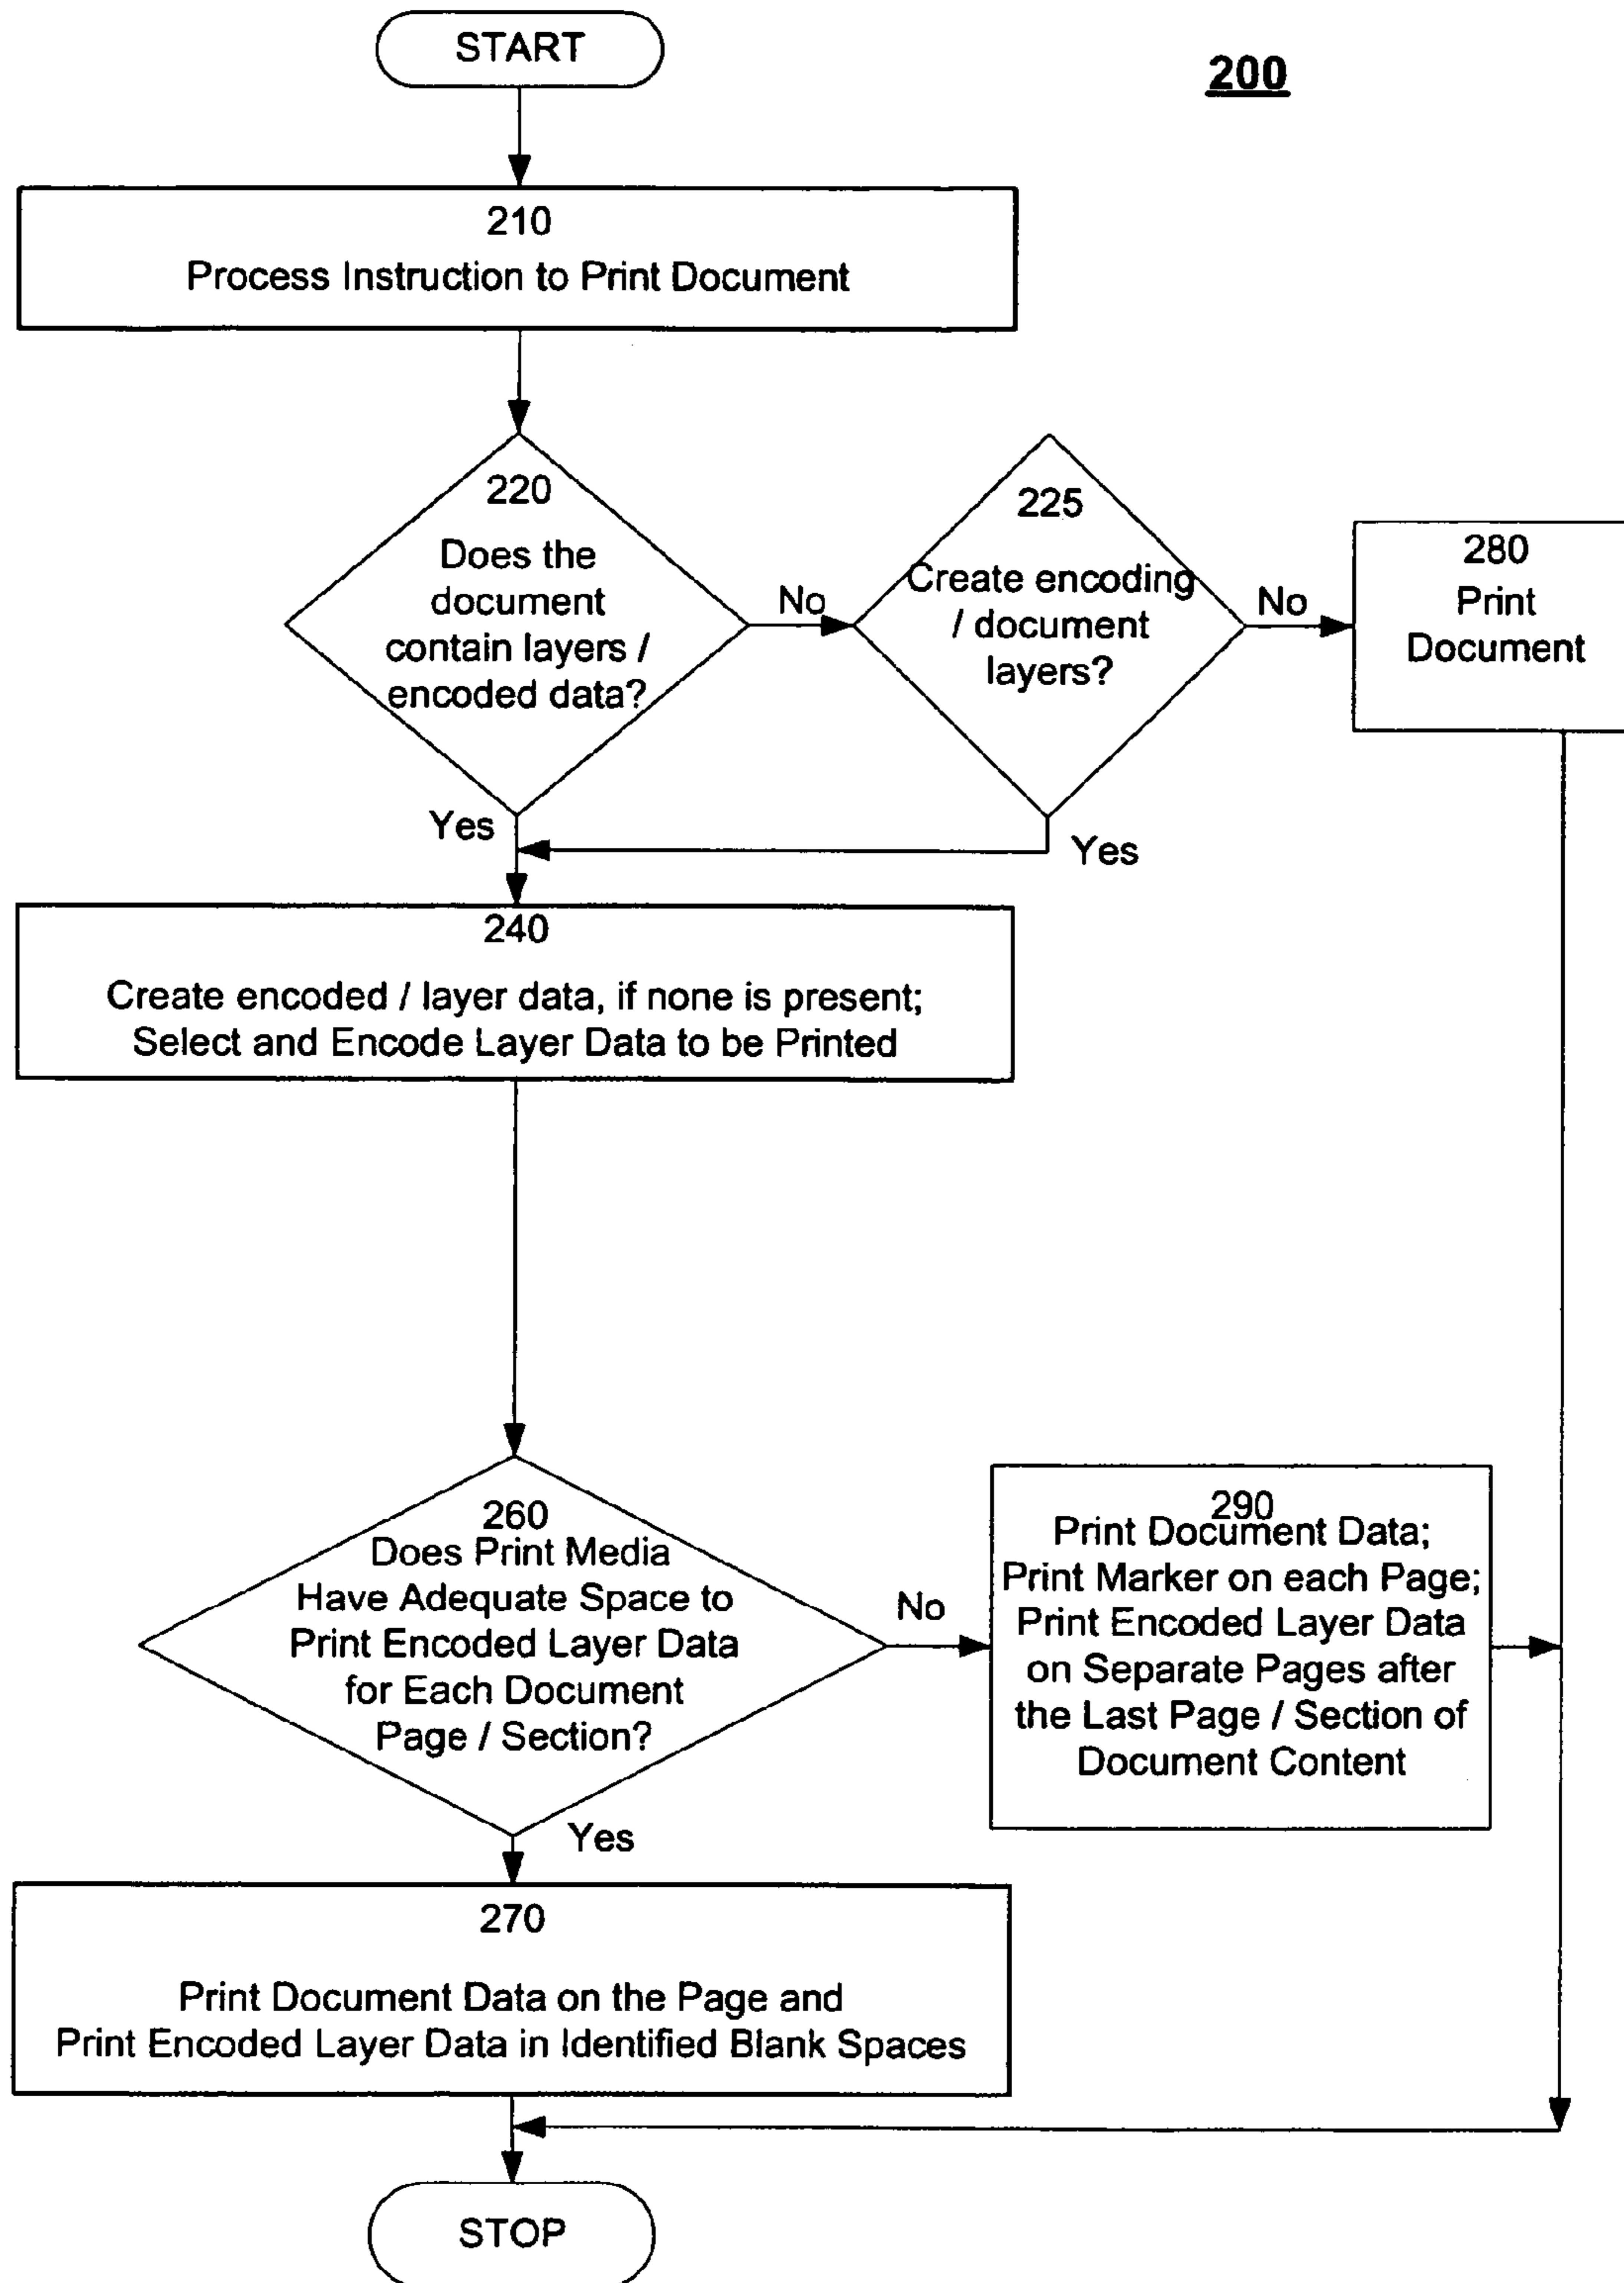 START
200
210
Process Instruction to Print Document
220
Does the
document
contain layers /
encoded data?
No
225
Create encoding
/ document
layers?
No
280
Print
Document
Yes
Yes
240
Create encoded / layer data, if none is present;
Select and Encode Layer Data to be Printed
260
Does Print Media
Have Adequate Space to
Print Encoded Layer Data
for Each Document
Page / Section?
No
290
Print Document Data;
Print Marker on each Page;
Print Encoded Layer Data
on Separate Pages after
the Last Page / Section of
Document Content
Yes
270
Print Document Data on the Page and
Print Encoded Layer Data in Identified Blank Spaces
STOP